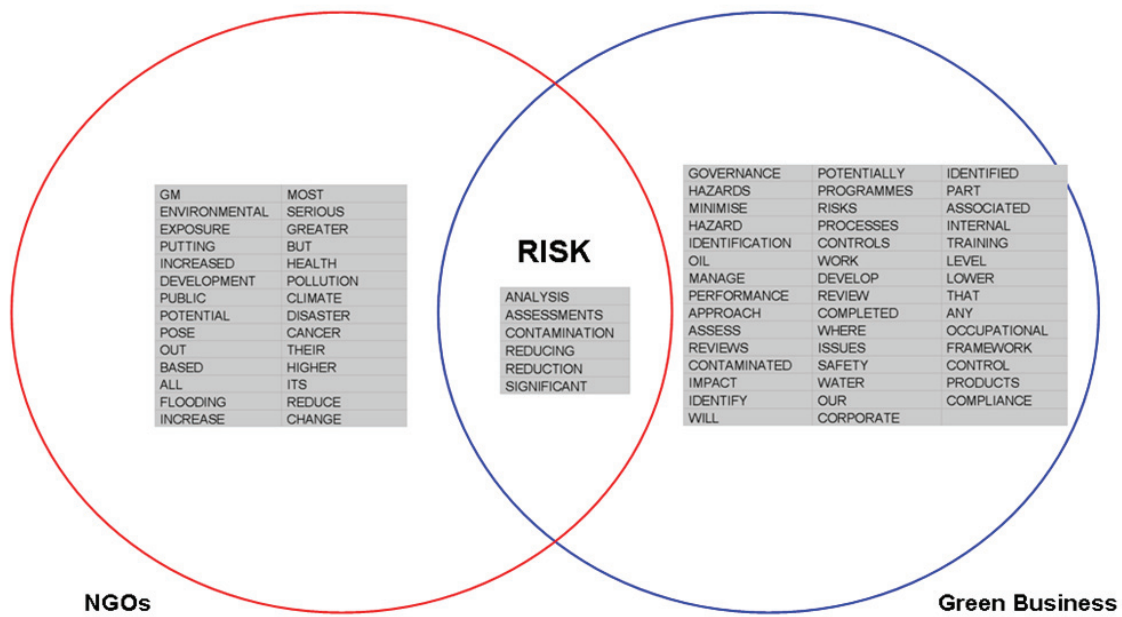 GM MOST
ENVIRONMENTAL SERIOUS
EXPOSURE GREATER
PUTTING BUT
INCREASED HEALTH
DEVELOPMENT POLLUTION
PUBLIC CLIMATE
POTENTIAL DISASTER
POSE CANCER
OUT THEIR
BASED HIGHER
ALL ITS
FLOODING REDUCE
INCREASE CHANGE
RISK
ANALYSIS
ASSESSMENTS
CONTAMINATION
REDUCING
REDUCTION
SIGNIFICANT
GOVERNANCE POTENTIALLY IDENTIFIED
HAZARDS PROGRAMMES PART
MINIMISE RISKS ASSOCIATED
HAZARD PROCESSES INTERNAL
IDENTIFICATION CONTROLS TRAINING
OIL WORK LEVEL
MANAGE DEVELOP LOWER
PERFORMANCE REVIEW THAT
APPROACH COMPLETED ANY
ASSESS WHERE OCCUPATIONAL
REVIEWS ISSUES FRAMEWORK
CONTAMINATED SAFETY CONTROL
IMPACT WATER PRODUCTS
IDENTIFY OUR COMPLIANCE
WILL CORPORATE
NGOs
Green Business